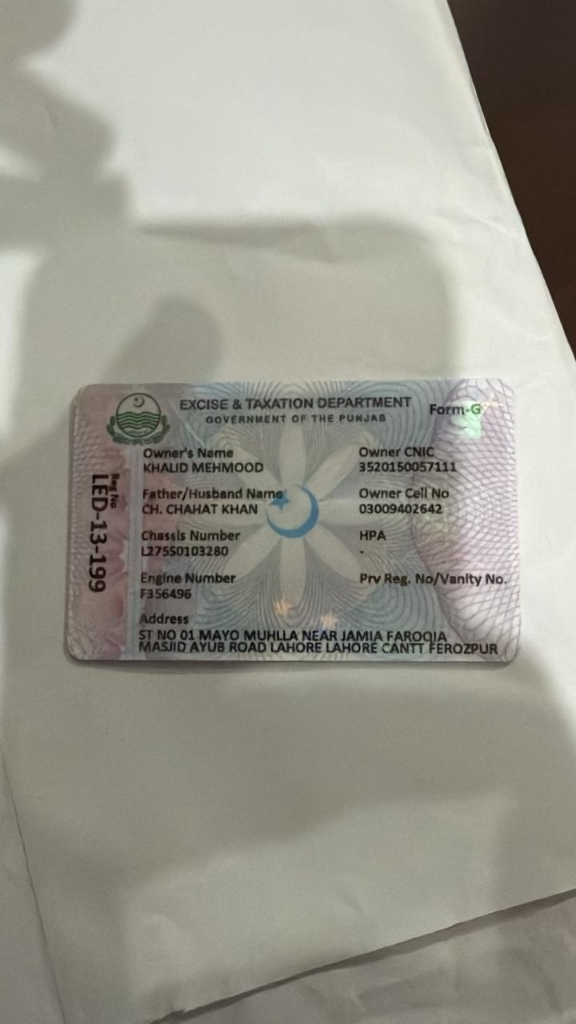 EXCISE & TAXATION DEPARTMENT
GOVERNMENT OF THE PUNJAB
Form-G
Reg No
LED-13-199
Owner's Name
KHALID MEHMOOD
Owner CNIC
3520150057111
Father/Husband Name
CH. CHAHAT KHAN
Owner Cell No
03009402642
Chassis Number
L27550103280
HPA
-
Engine Number
F356496
Prv Reg. No/Vanity No.
Address
ST NO 01 MAYO MUHLLA NEAR JAMIA FAROOIA
MASJID AYUB ROAD LAHORE LAHORE CANTT FEROZPUR